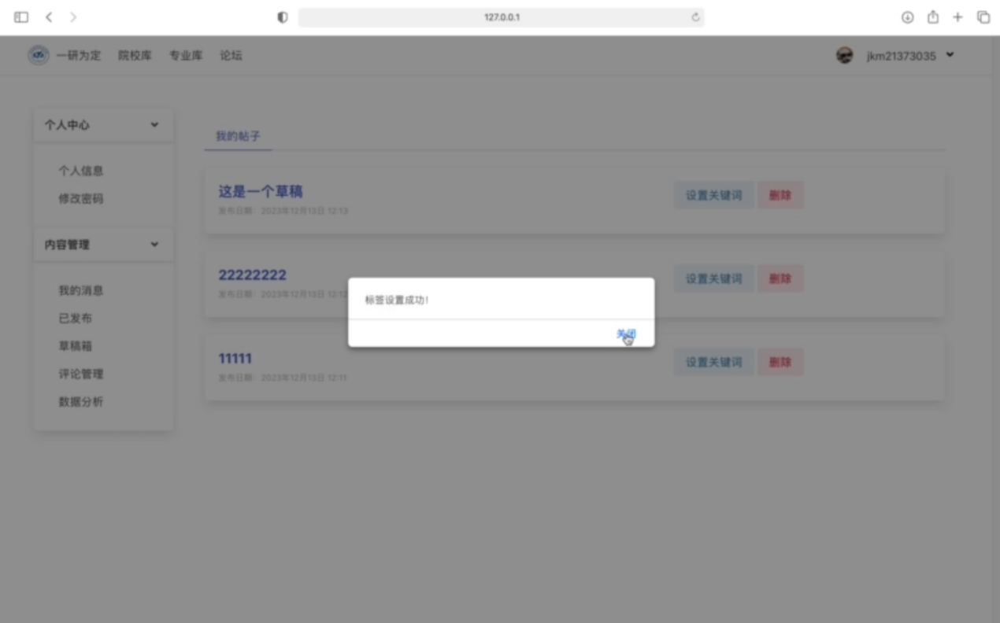 127.0.0.1
一研为定 院校库 专业库 论坛 jkm21373035
个人中心
个人信息
修改密码
内容管理
我的消息
已发布
草稿箱
评论管理
数据分析
我的帖子
这是一个草稿
发布日期：2023年12月13日 12:13
设置关键词 删除
22222222
发布日期：2023年12月13日 12:12
设置关键词 删除
11111
发布日期：2023年12月13日 12:11
设置关键词 删除
标签设置成功！
关闭